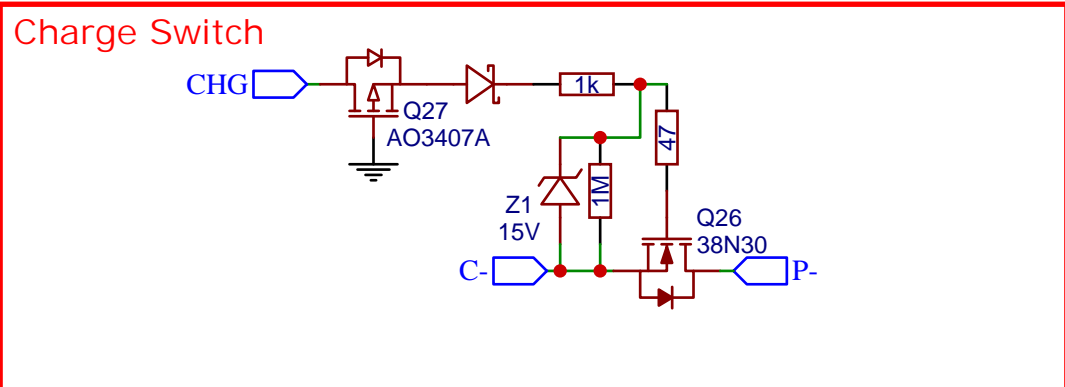 Charge Switch
CHG
1k
Q27
AO3407A
47
1M
Z1
15V
Q26
38N30
C-
P-